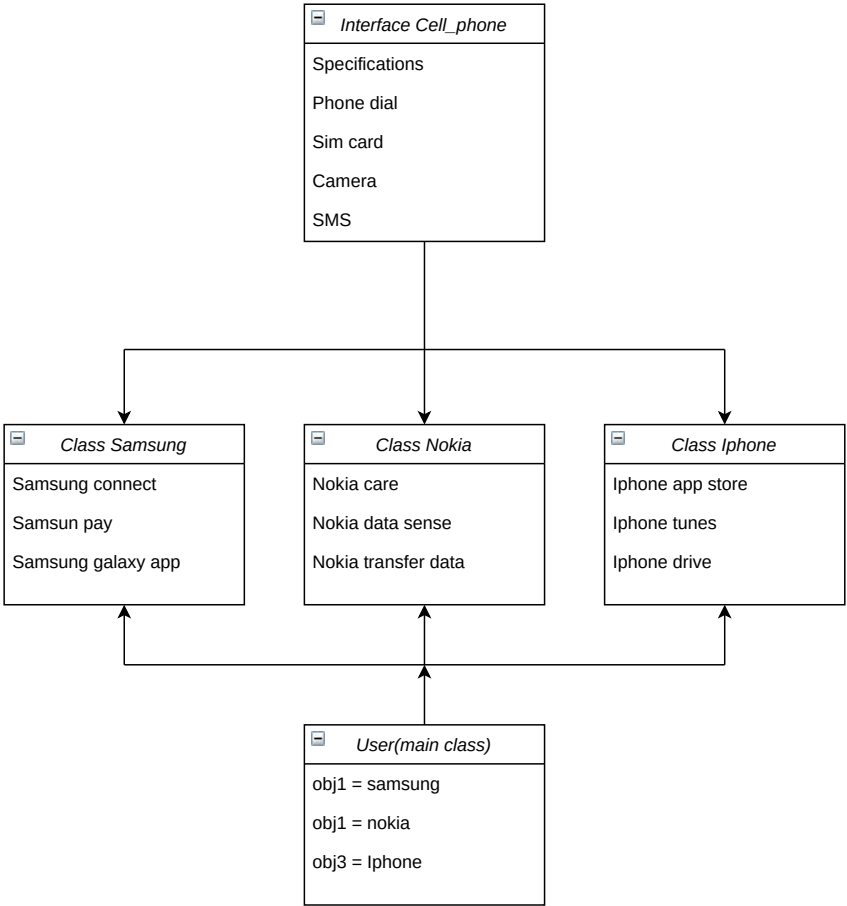 Interface Cell_phone
Specifications
Phone dial
Sim card
Camera
SMS
Class Samsung
Samsung connect
Samsun pay
Samsung galaxy app
Class Nokia
Nokia care
Nokia data sense
Nokia transfer data
Class Iphone
Iphone app store
Iphone tunes
Iphone drive
User(main class)
obj1 = samsung
obj1 = nokia
obj3 = Iphone